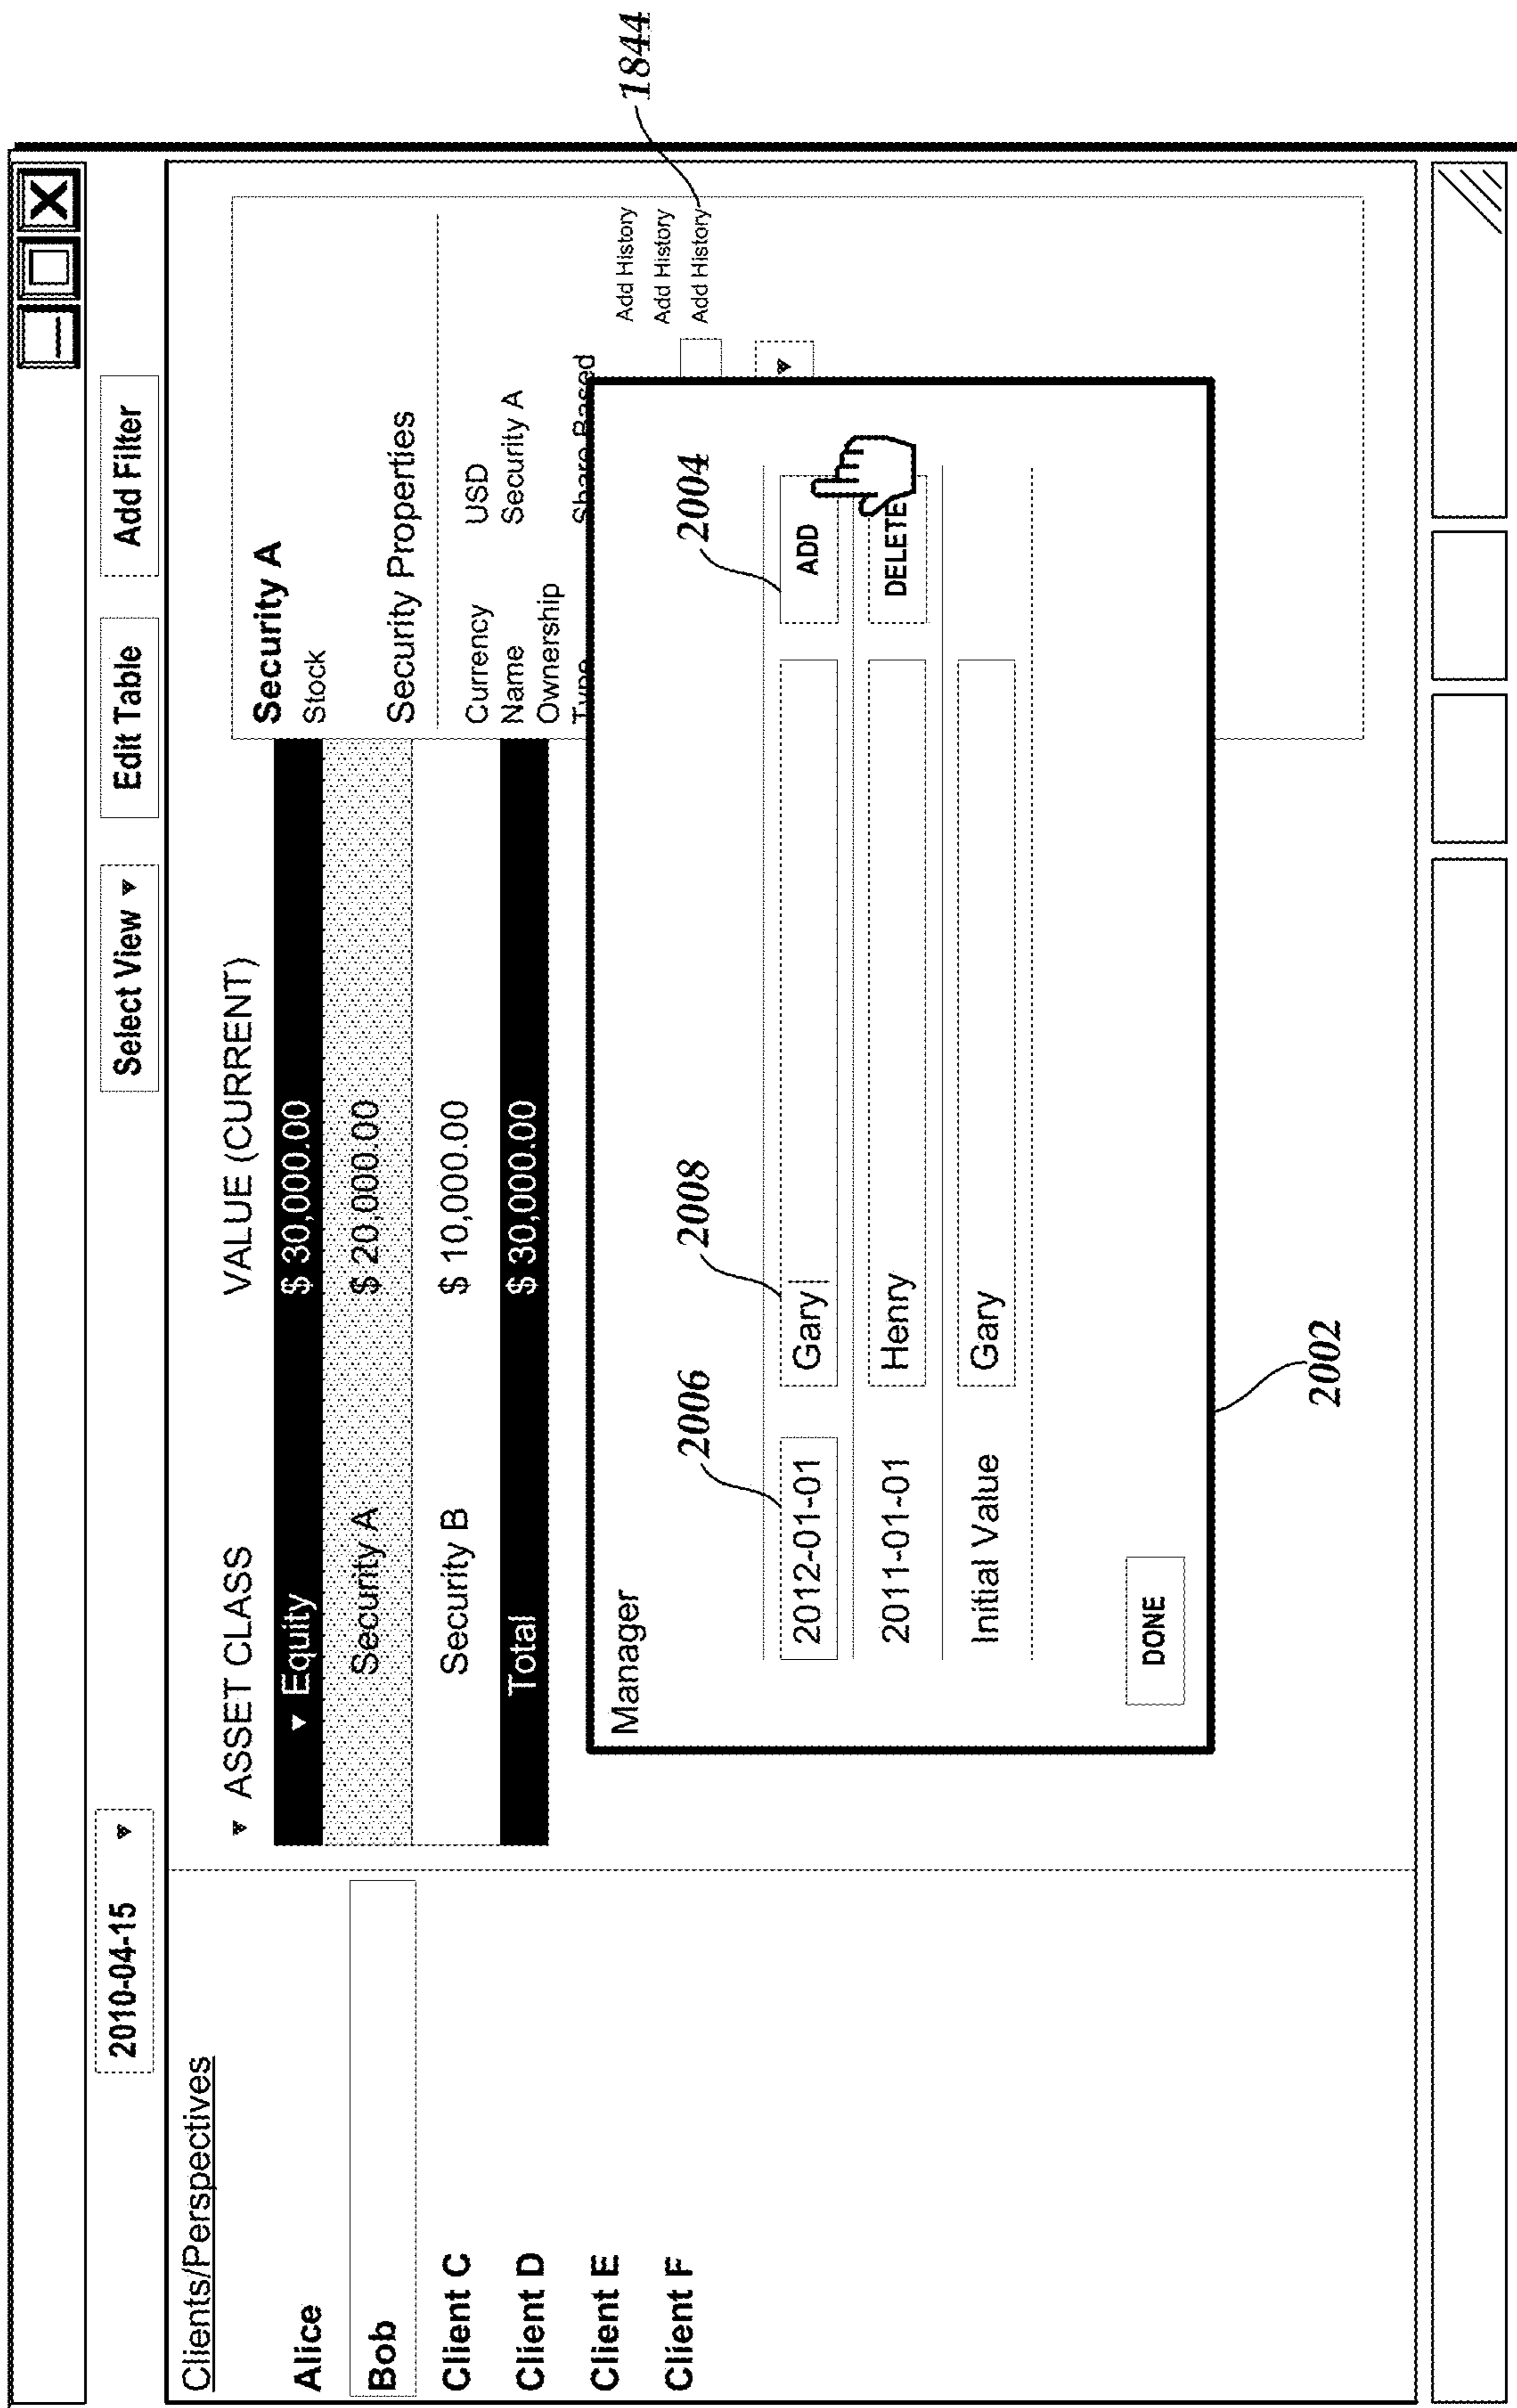 2010-04-15 ▼
Select View ▼
Edit Table
Add Filter
Clients/Perspectives
Alice
Bob
Client C
Client D
Client E
Client F
▼ ASSET CLASS VALUE (CURRENT)
▼ Equity $ 30,000.00
Security A $ 20,000.00
Security B $ 10,000.00
Total $ 30,000.00
Security A
Stock
Security Properties
Currency USD
Name Security A
Ownership
Type Share Based
Add History
Add History
Add History
1844
Manager
2006
2008
2004
2012-01-01 Gary ADD
2011-01-01 Henry DELETE
Initial Value Gary
DONE
2002